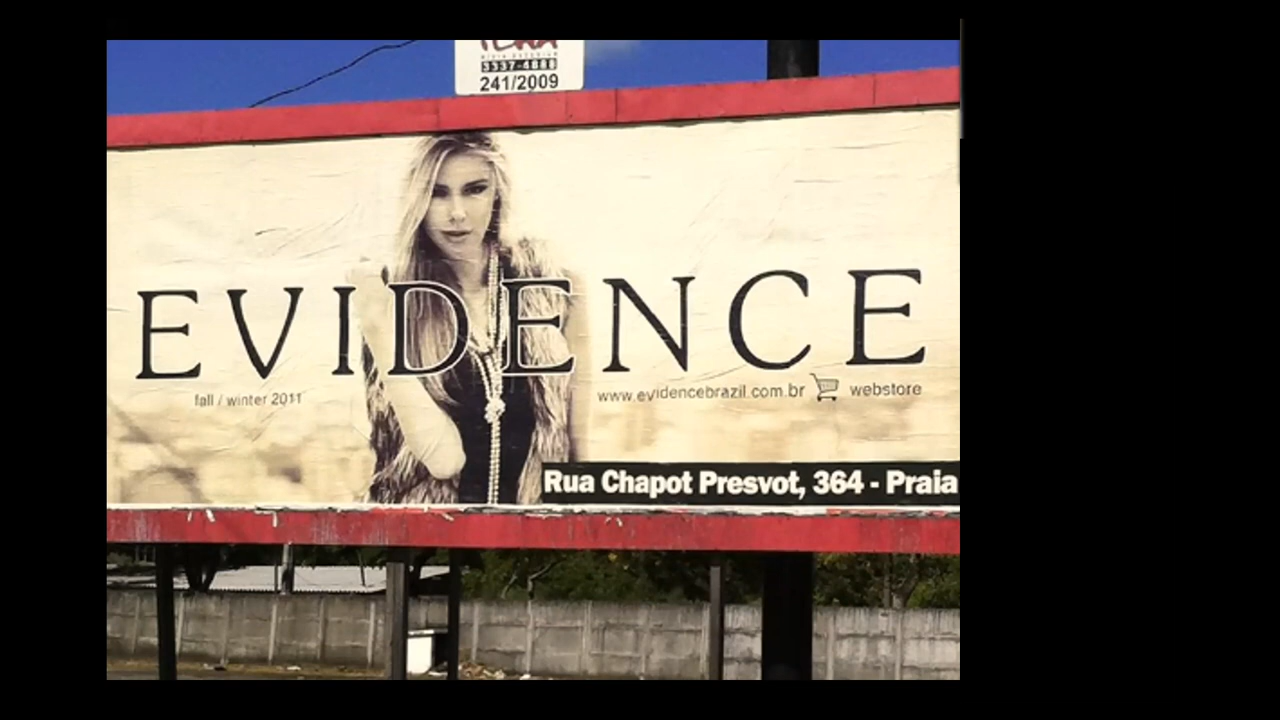 3337-4888
241/2009
EVIDENCE
fall / winter 2011
www.evidencebrazil.com.br webstore
Rua Chapot Presvot, 364 - Praia